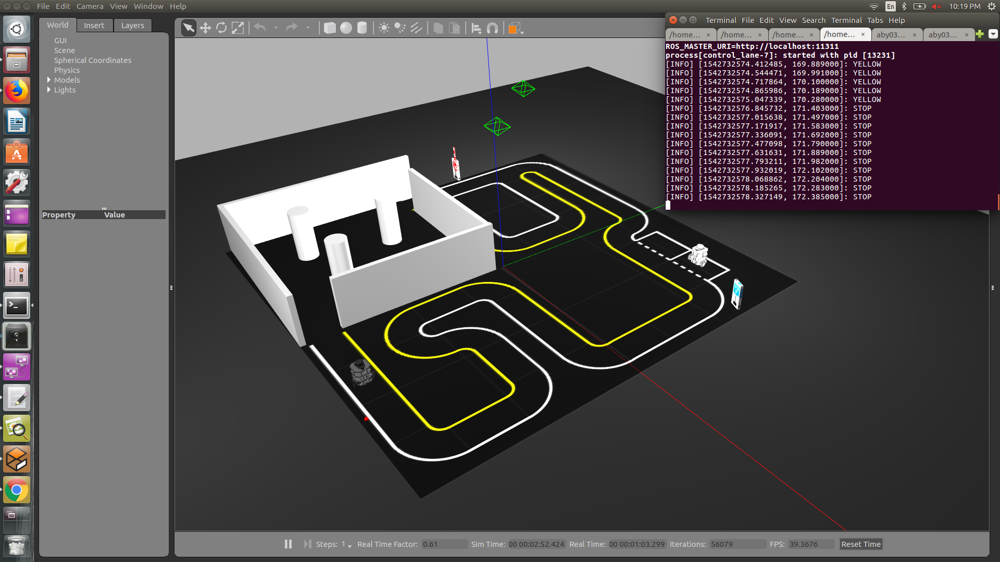 File Edit Camera View Window Help
En 10:19 PM
World Insert Layers
GUI
Scene
Spherical Coordinates
Physics
Models
Lights
Property Value
Terminal File Edit View Search Terminal Tabs Help
/home... × /home... × /home... × /home... × aby03... × aby03... ×
ROS_MASTER_URI=http://localhost:11311
process[control_lane-7]: started with pid [13231]
[INFO] [1542732574.412485, 169.889000]: YELLOW
[INFO] [1542732574.544471, 169.991000]: YELLOW
[INFO] [1542732574.717864, 170.100000]: YELLOW
[INFO] [1542732574.865986, 170.189000]: YELLOW
[INFO] [1542732575.047339, 170.280000]: YELLOW
[INFO] [1542732576.845732, 171.403000]: STOP
[INFO] [1542732577.015638, 171.497000]: STOP
[INFO] [1542732577.171917, 171.583000]: STOP
[INFO] [1542732577.336091, 171.692000]: STOP
[INFO] [1542732577.477098, 171.790000]: STOP
[INFO] [1542732577.631631, 171.889000]: STOP
[INFO] [1542732577.793211, 171.982000]: STOP
[INFO] [1542732577.932019, 172.102000]: STOP
[INFO] [1542732578.068862, 172.204000]: STOP
[INFO] [1542732578.185265, 172.283000]: STOP
[INFO] [1542732578.327149, 172.385000]: STOP
Steps: 1 Real Time Factor: 0.61 Sim Time: 00 00:02:52.424 Real Time: 00 00:01:03.299 Iterations: 56079 FPS: 39.3676 Reset Time